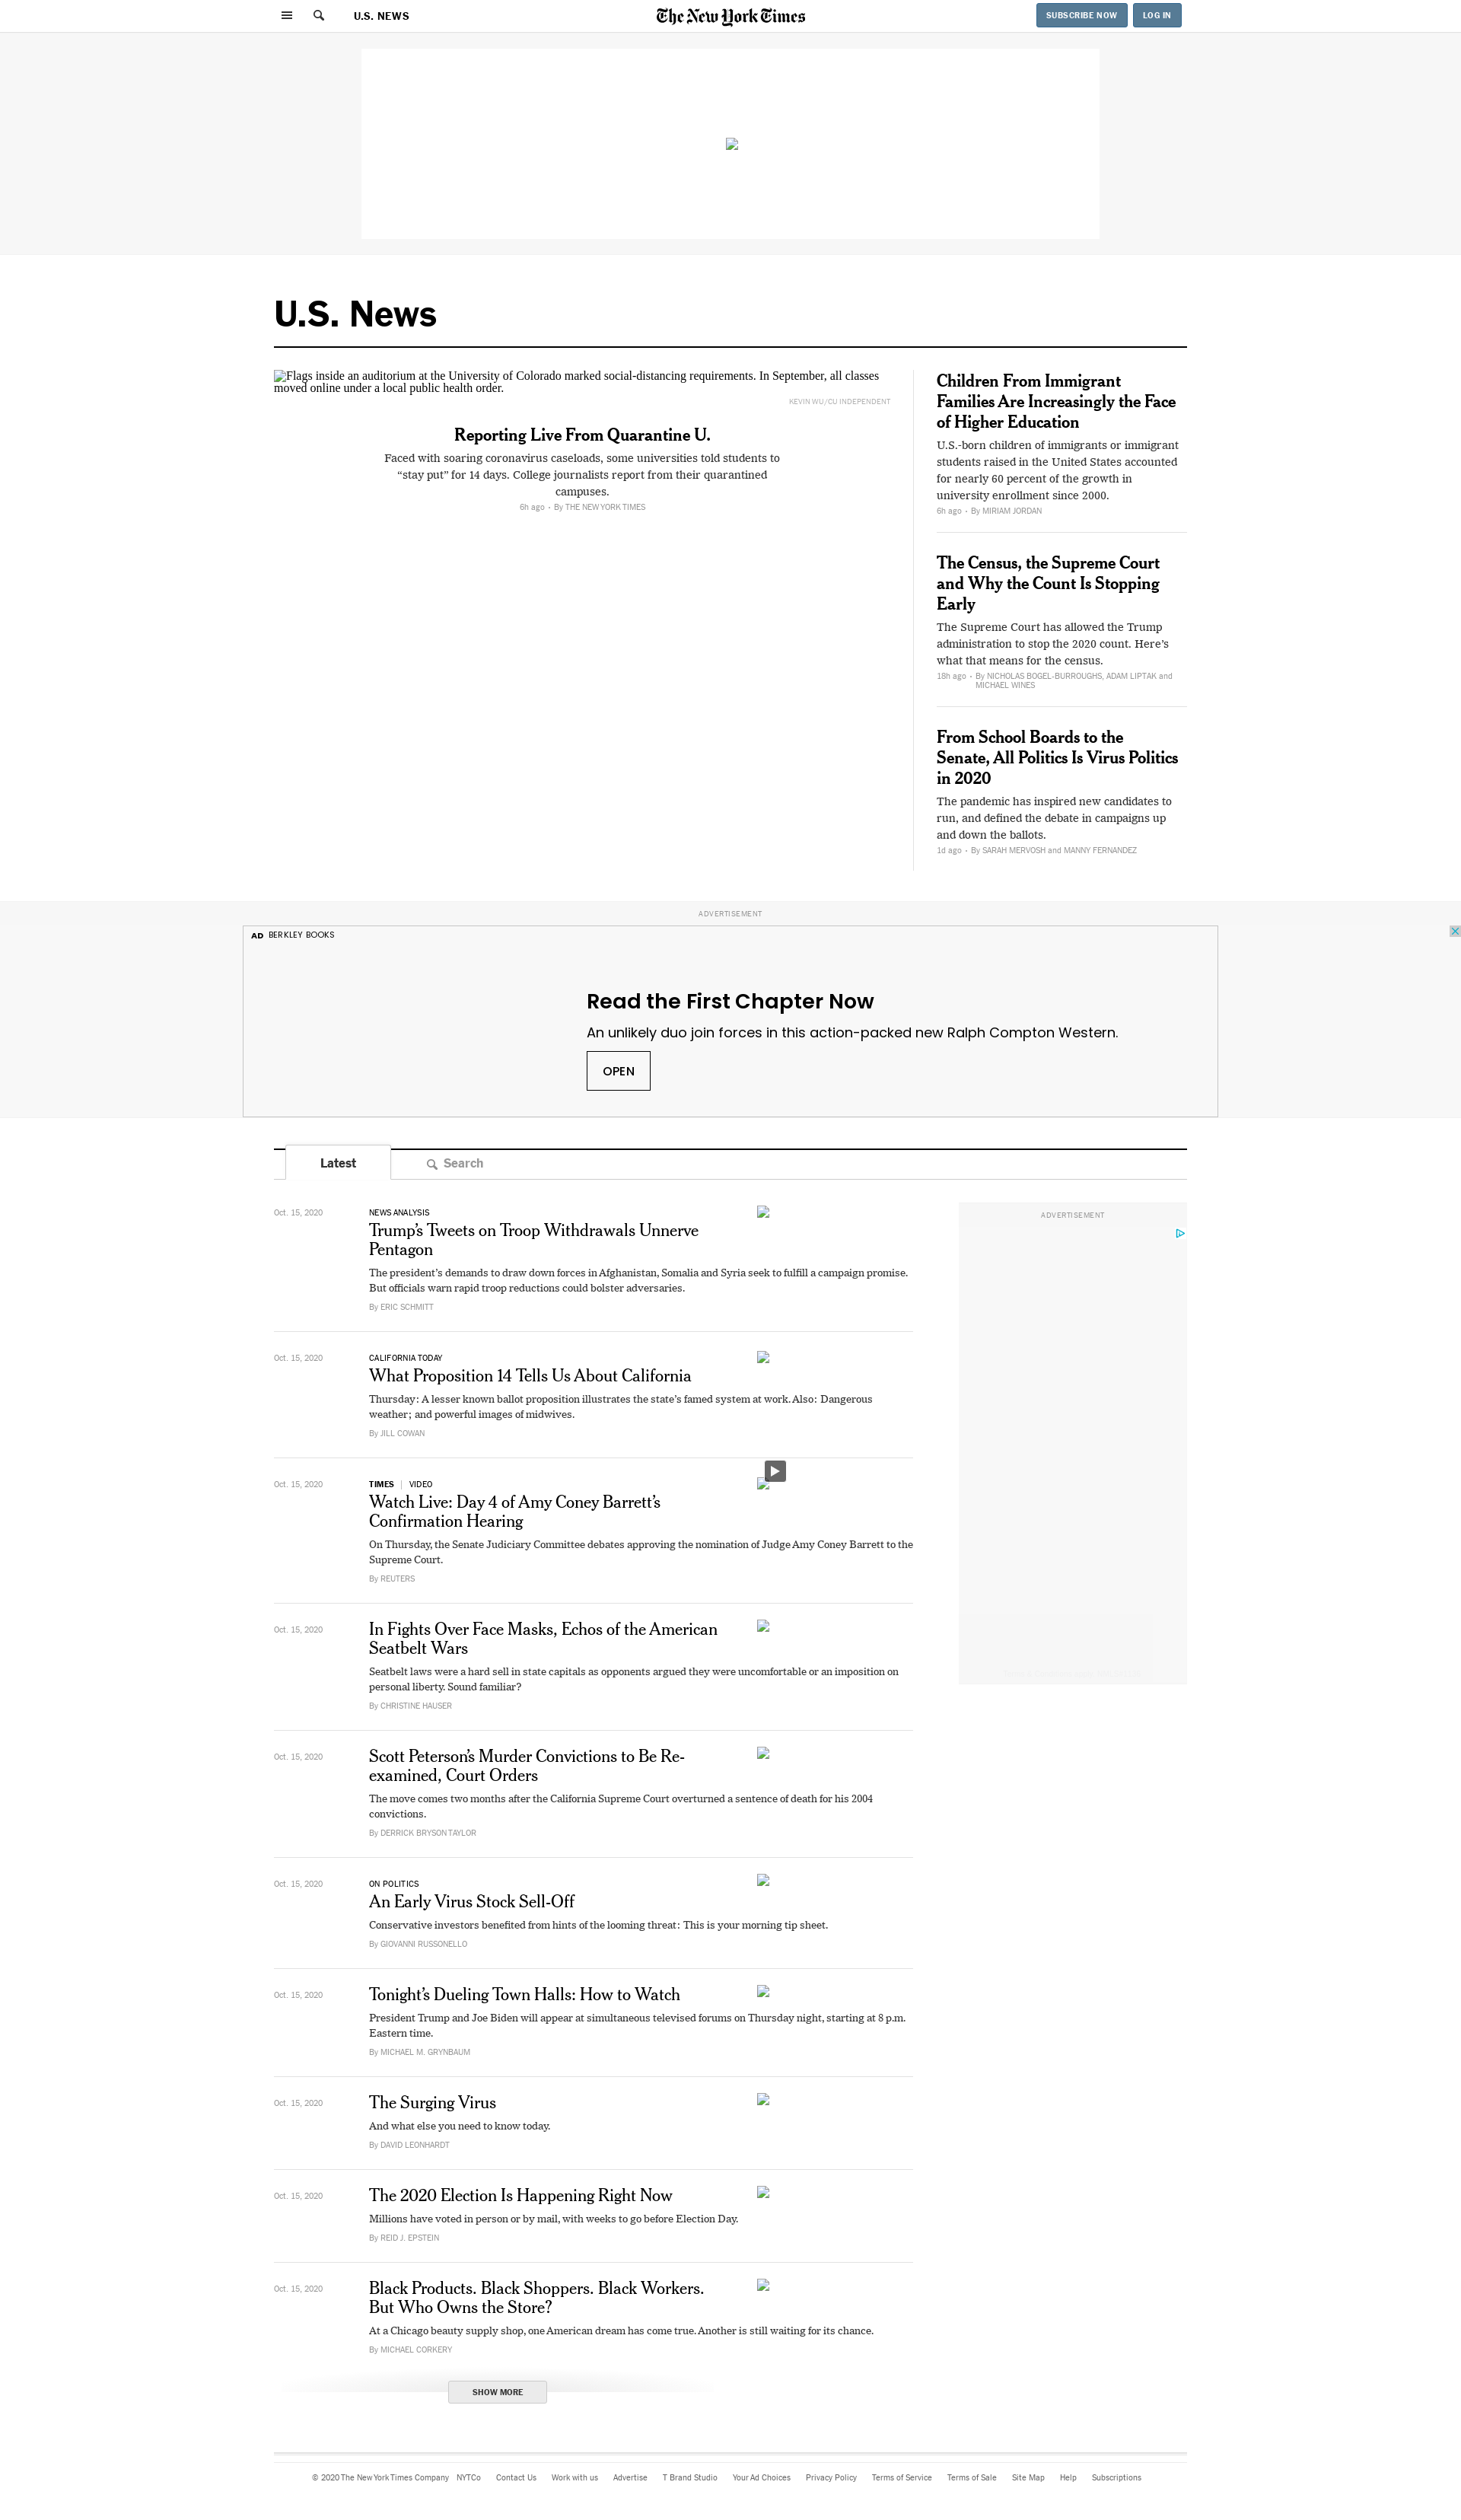 U.S. NEWS
The New York Times
SUBSCRIBE NOW
LOG IN
U.S. News
Flags inside an auditorium at the University of Colorado marked social-distancing requirements. In September, all classes
moved online under a local public health order.
KEVIN WU/CU INDEPENDENT
Reporting Live From Quarantine U.
Faced with soaring coronavirus caseloads, some universities told students to
“stay put” for 14 days. College journalists report from their quarantined
campuses.
6h ago • By THE NEW YORK TIMES
Children From Immigrant
Families Are Increasingly the Face
of Higher Education
U.S.-born children of immigrants or immigrant
students raised in the United States accounted
for nearly 60 percent of the growth in
university enrollment since 2000.
6h ago • By MIRIAM JORDAN
The Census, the Supreme Court
and Why the Count Is Stopping
Early
The Supreme Court has allowed the Trump
administration to stop the 2020 count. Here’s
what that means for the census.
18h ago • By NICHOLAS BOGEL-BURROUGHS, ADAM LIPTAK and
MICHAEL WINES
From School Boards to the
Senate, All Politics Is Virus Politics
in 2020
The pandemic has inspired new candidates to
run, and defined the debate in campaigns up
and down the ballots.
1d ago • By SARAH MERVOSH and MANNY FERNANDEZ
ADVERTISEMENT
AD BERKLEY BOOKS
Read the First Chapter Now
An unlikely duo join forces in this action-packed new Ralph Compton Western.
OPEN
Latest
Search
ADVERTISEMENT
Oct. 15, 2020
NEWS ANALYSIS
Trump’s Tweets on Troop Withdrawals Unnerve
Pentagon
The president’s demands to draw down forces in Afghanistan, Somalia and Syria seek to fulfill a campaign promise.
But officials warn rapid troop reductions could bolster adversaries.
By ERIC SCHMITT
Oct. 15, 2020
CALIFORNIA TODAY
What Proposition 14 Tells Us About California
Thursday: A lesser known ballot proposition illustrates the state’s famed system at work. Also: Dangerous
weather; and powerful images of midwives.
By JILL COWAN
Oct. 15, 2020
TIMES | VIDEO
Watch Live: Day 4 of Amy Coney Barrett’s
Confirmation Hearing
On Thursday, the Senate Judiciary Committee debates approving the nomination of Judge Amy Coney Barrett to the
Supreme Court.
By REUTERS
Oct. 15, 2020
In Fights Over Face Masks, Echos of the American
Seatbelt Wars
Seatbelt laws were a hard sell in state capitals as opponents argued they were uncomfortable or an imposition on
personal liberty. Sound familiar?
By CHRISTINE HAUSER
Oct. 15, 2020
Scott Peterson’s Murder Convictions to Be Re-
examined, Court Orders
The move comes two months after the California Supreme Court overturned a sentence of death for his 2004
convictions.
By DERRICK BRYSON TAYLOR
Oct. 15, 2020
ON POLITICS
An Early Virus Stock Sell-Off
Conservative investors benefited from hints of the looming threat: This is your morning tip sheet.
By GIOVANNI RUSSONELLO
Oct. 15, 2020
Tonight’s Dueling Town Halls: How to Watch
President Trump and Joe Biden will appear at simultaneous televised forums on Thursday night, starting at 8 p.m.
Eastern time.
By MICHAEL M. GRYNBAUM
Oct. 15, 2020
The Surging Virus
And what else you need to know today.
By DAVID LEONHARDT
Oct. 15, 2020
The 2020 Election Is Happening Right Now
Millions have voted in person or by mail, with weeks to go before Election Day.
By REID J. EPSTEIN
Oct. 15, 2020
Black Products. Black Shoppers. Black Workers.
But Who Owns the Store?
At a Chicago beauty supply shop, one American dream has come true. Another is still waiting for its chance.
By MICHAEL CORKERY
SHOW MORE
© 2020 The New York Times Company NYTCo Contact Us Work with us Advertise T Brand Studio Your Ad Choices Privacy Policy Terms of Service Terms of Sale Site Map Help Subscriptions